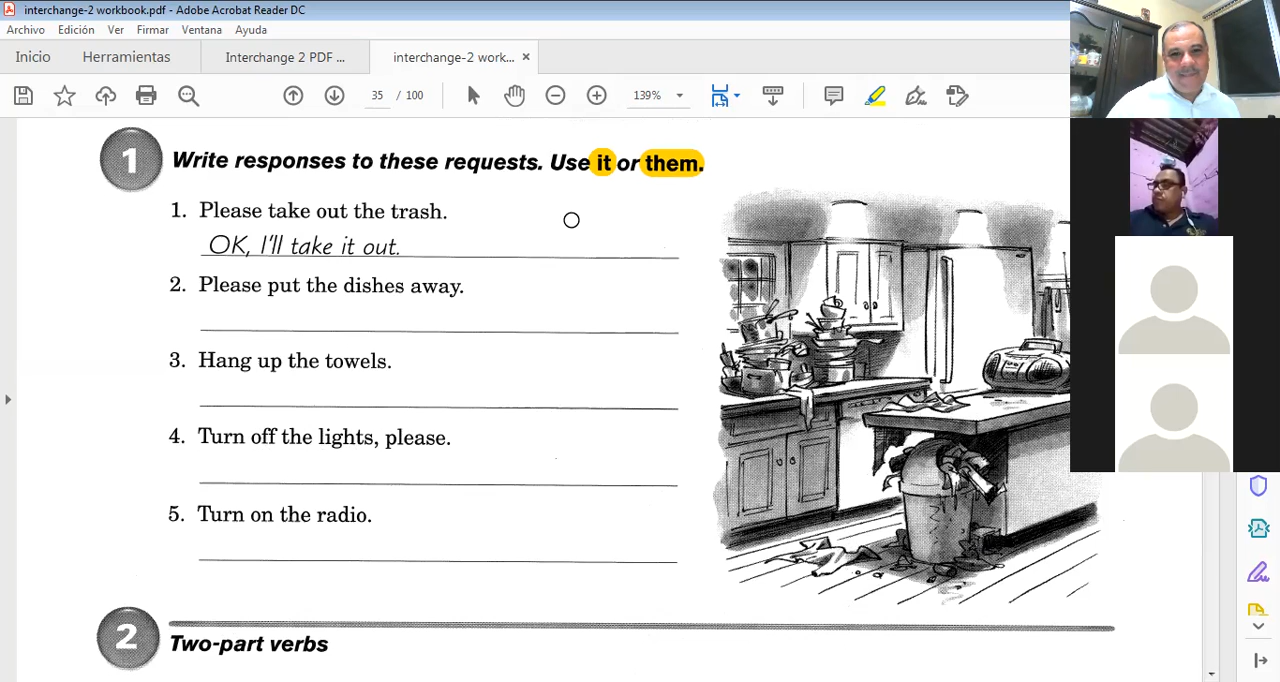 interchange-2 workbook.pdf - Adobe Acrobat Reader DC
Archivo Edición Ver Firmar Ventana Ayuda
Inicio Herramientas Interchange 2 PDF ... interchange-2 work... ×
35 / 100 139%
1 Write responses to these requests. Use it or them.
1. Please take out the trash.
OK, I'll take it out.
2. Please put the dishes away.
3. Hang up the towels.
4. Turn off the lights, please.
5. Turn on the radio.
2 Two-part verbs